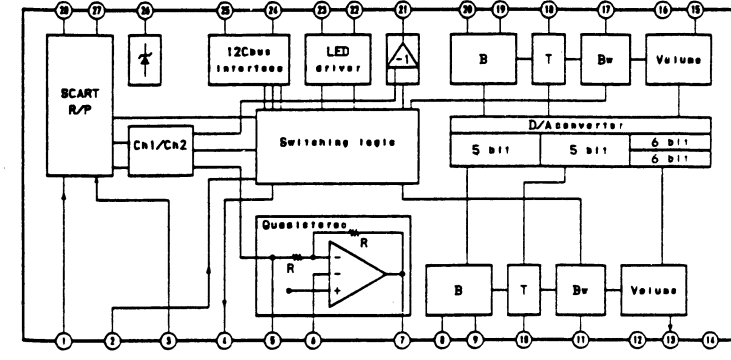 28 27 26 25 24 23 22 21 20 19 18 17 16 15
SCART
R/P
I2Cbus
interface
LED
driver
-1
B
T
Bw
Volume
Ch1/Ch2
Switching logic
D/Aconverter
5 bit
5 bit
6 bit
6 bit
Quasistereo
R
R
-
-
+
B
T
Bw
Volume
1 2 3 4 5 6 7 8 9 10 11 12 13 14